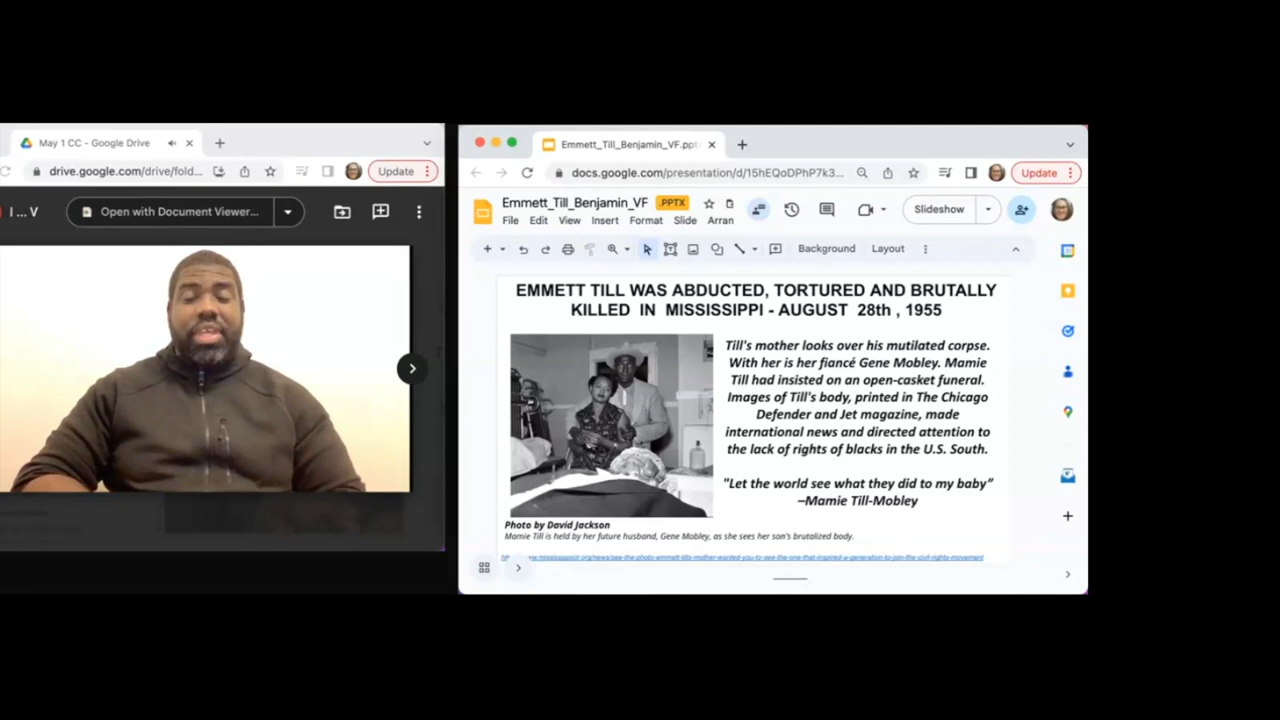 May 1 CC - Google Drive
drive.google.com/drive/fold...
Update
I ... V
Open with Document Viewer...
Emmett_Till_Benjamin_VF.ppt
docs.google.com/presentation/d/15hEQoDPhP7k3...
Update
Emmett_Till_Benjamin_VF .PPTX
Slideshow
File Edit View Insert Format Slide Arran
Background Layout
EMMETT TILL WAS ABDUCTED, TORTURED AND BRUTALLY
KILLED IN MISSISSIPPI - AUGUST 28th , 1955
Till's mother looks over his mutilated corpse.
With her is her fiancé Gene Mobley. Mamie
Till had insisted on an open-casket funeral.
Images of Till's body, printed in The Chicago
Defender and Jet magazine, made
international news and directed attention to
the lack of rights of blacks in the U.S. South.
"Let the world see what they did to my baby"
–Mamie Till-Mobley
Photo by David Jackson
Mamie Till is held by her future husband, Gene Mobley, as she sees her son's brutalized body.